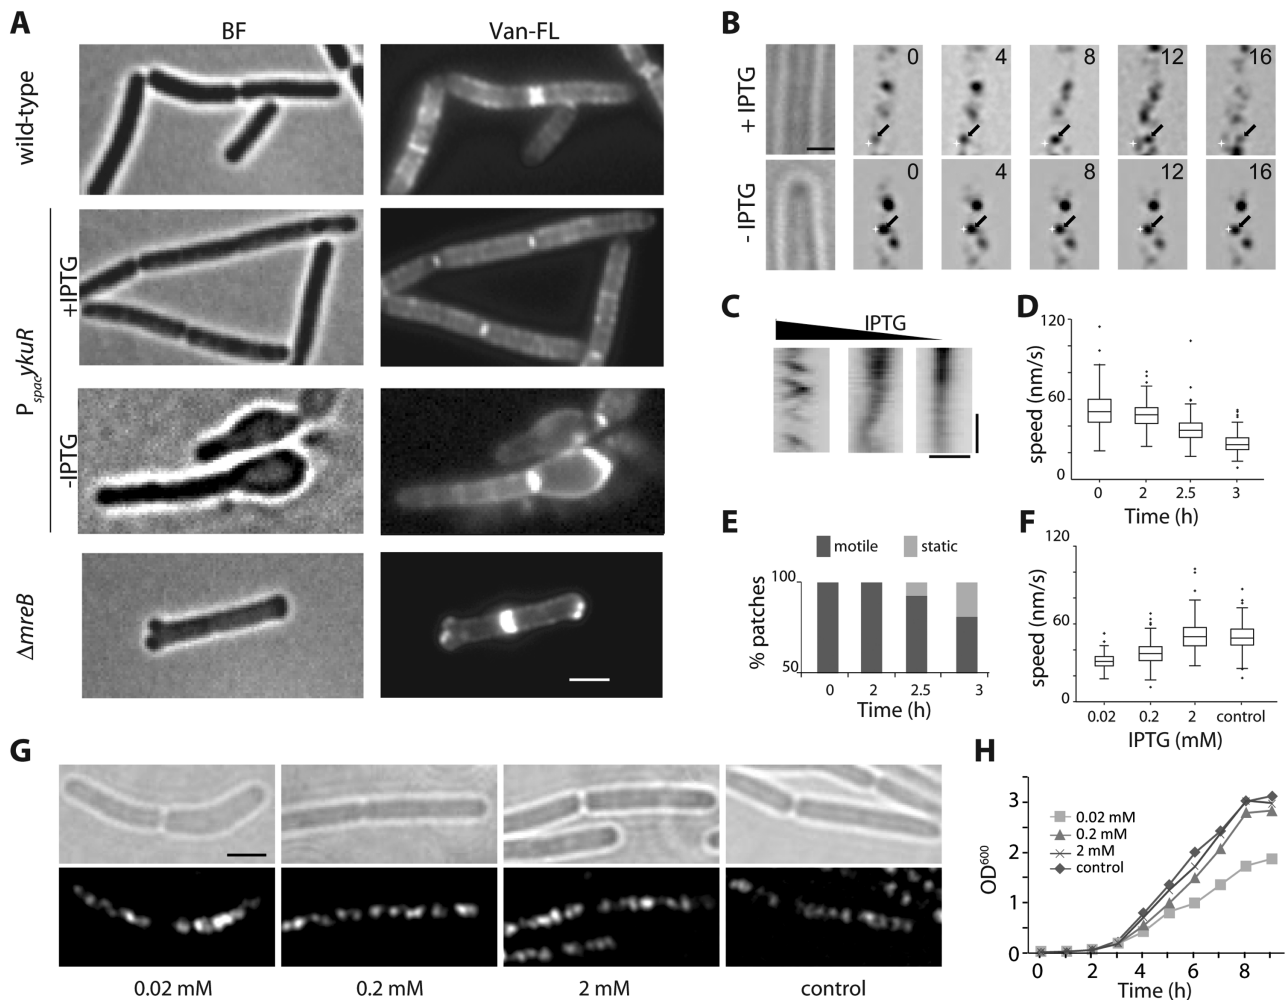 A
BF
Van-FL
wild-type
P_spac ykuR
+IPTG
-IPTG
ΔmreB
B
+ IPTG
0
4
8
12
16
- IPTG
0
4
8
12
16
C
IPTG
D
speed (nm/s)
120
60
0
0
2
2.5
3
Time (h)
E
motile
static
% patches
100
50
0
2
2.5
3
Time (h)
F
speed (nm/s)
120
60
0
0.02
0.2
2
control
IPTG (mM)
G
0.02 mM
0.2 mM
2 mM
control
H
OD600
3
2
1
0
0.02 mM
0.2 mM
2 mM
control
0
2
4
6
8
Time (h)